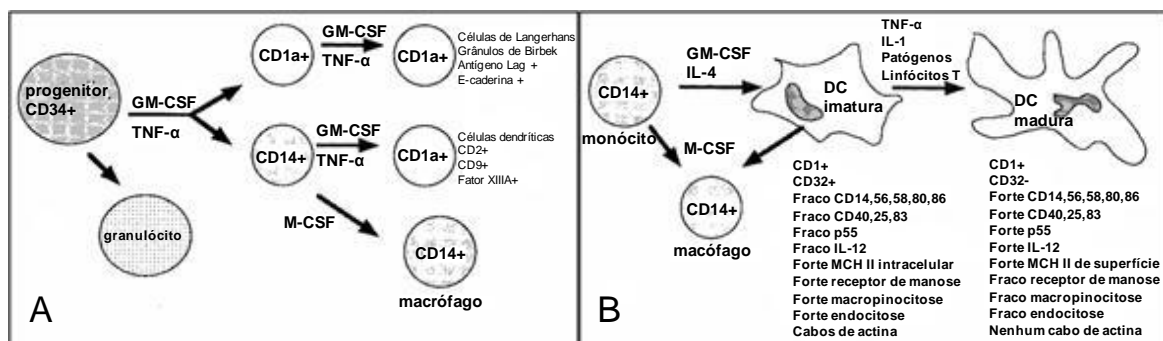 progenitor
CD34+
GM-CSF
TNF-α
granulócito
CD1a+
GM-CSF
TNF-α
CD1a+
Células de Langerhans
Grânulos de Birbek
Antígeno Lag +
E-caderina +
CD14+
GM-CSF
TNF-α
CD1a+
Células dendríticas
CD2+
CD9+
Fator XIIIA+
M-CSF
CD14+
macrófago
A
CD14+
monócito
GM-CSF
IL-4
DC
imatura
TNF-α
IL-1
Patógenos
Linfócitos T
DC
madura
M-CSF
CD14+
macófago
CD1+
CD32+
Fraco CD14,56,58,80,86
Fraco CD40,25,83
Fraco p55
Fraco IL-12
Forte MCH II intracelular
Forte receptor de manose
Forte macropinocitose
Forte endocitose
Cabos de actina
CD1+
CD32-
Forte CD14,56,58,80,86
Forte CD40,25,83
Forte p55
Forte IL-12
Forte MCH II de superfície
Fraco receptor de manose
Fraco macropinocitose
Fraco endocitose
Nenhum cabo de actina
B